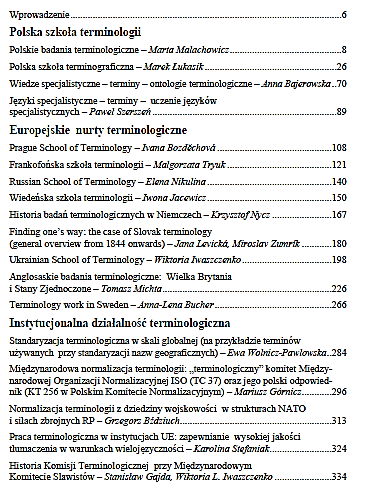 Wprowadzenie 6
Polska szkoła terminologii
Polskie badania terminologiczne – Marta Małachowicz 8
Polska szkoła terminograficzna – Marek Łukasik 26
Wiedze specjalistyczne – terminy – ontologie terminologiczne – Anna Bajerowska..70
Języki specjalistyczne – terminy – uczenie języków
specjalistycznych – Paweł Szerszeń 89
Europejskie nurty terminologiczne
Prague School of Terminology – Ivana Bozděchová 108
Frankofońska szkoła terminologii – Małgorzata Tryuk 121
Russian School of Terminology – Elena Nikulina 140
Wiedeńska szkoła terminologii – Iwona Jacewicz 150
Historia badań terminologicznych w Niemczech – Krzysztof Nycz 167
Finding one's way: the case of Slovak terminology
(general overview from 1844 onwards) – Jana Levická, Miroslav Zumrík 180
Ukrainian School of Terminology – Wiktoria Iwaszczenko 198
Anglosaskie badania terminologiczne: Wielka Brytania
i Stany Zjednoczone – Tomasz Michta 226
Terminology work in Sweden – Anna-Lena Bucher 266
Instytucjonalna działalność terminologiczna
Standaryzacja terminologiczna w skali globalnej (na przykładzie terminów
używanych przy standaryzacji nazw geograficznych) – Ewa Wolnicz-Pawłowska..284
Międzynarodowa normalizacja terminologii: „terminologiczny” komitet Między-
narodowej Organizacji Normalizacyjnej ISO (TC 37) oraz jego polski odpowied-
nik (KT 256 w Polskim Komitecie Normalizacyjnym) – Mariusz Górnicz 296
Normalizacja terminologii z dziedziny wojskowości w strukturach NATO
i siłach zbrojnych RP – Grzegorz Bidziuch 313
Praca terminologiczna w instytucjach UE: zapewnianie wysokiej jakości
tłumaczenia w warunkach wielojęzyczności – Karolina Stefaniak 324
Historia Komisji Terminologicznej przy Międzynarodowym
Komitecie Slawistów – Stanisław Gajda, Wiktoria L. Iwaszczenko 334